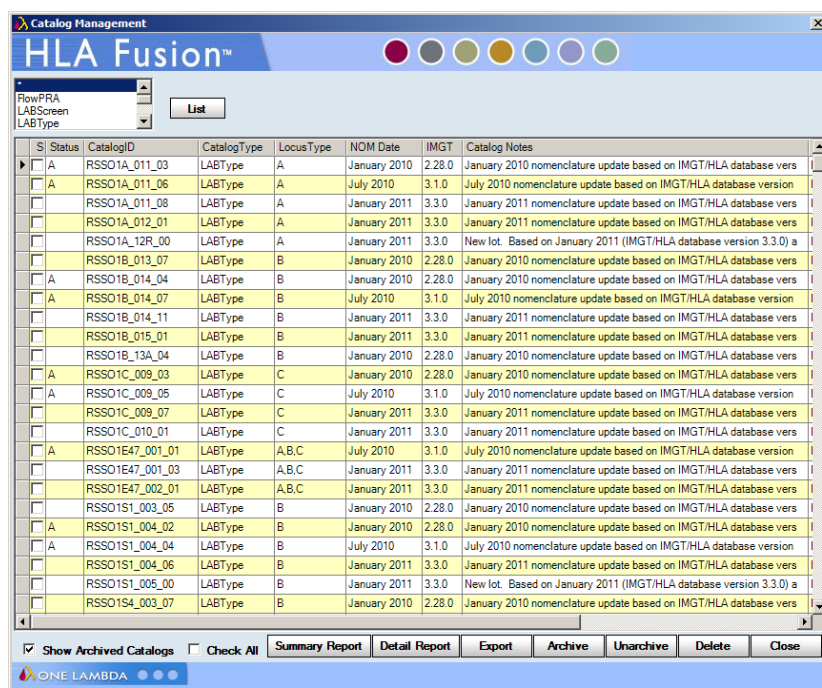 Catalog Management
HLA Fusion™
*
FlowPRA
LABScreen
LABType
List
S Status CatalogID CatalogType LocusType NOM Date IMGT Catalog Notes
A RSSO1A_011_03 LABType A January 2010 2.28.0 January 2010 nomenclature update based on IMGT/HLA database vers
A RSSO1A_011_06 LABType A July 2010 3.1.0 July 2010 nomenclature update based on IMGT/HLA database version
RSSO1A_011_08 LABType A January 2011 3.3.0 January 2011 nomenclature update based on IMGT/HLA database vers
RSSO1A_012_01 LABType A January 2011 3.3.0 January 2011 nomenclature update based on IMGT/HLA database vers
RSSO1A_12R_00 LABType A January 2011 3.3.0 New lot. Based on January 2011 (IMGT/HLA database version 3.3.0) a
RSSO1B_013_07 LABType B January 2010 2.28.0 January 2010 nomenclature update based on IMGT/HLA database vers
A RSSO1B_014_04 LABType B January 2010 2.28.0 January 2010 nomenclature update based on IMGT/HLA database vers
A RSSO1B_014_07 LABType B July 2010 3.1.0 July 2010 nomenclature update based on IMGT/HLA database version
RSSO1B_014_11 LABType B January 2011 3.3.0 January 2011 nomenclature update based on IMGT/HLA database vers
RSSO1B_015_01 LABType B January 2011 3.3.0 January 2011 nomenclature update based on IMGT/HLA database vers
RSSO1B_13A_04 LABType B January 2010 2.28.0 January 2010 nomenclature update based on IMGT/HLA database vers
A RSSO1C_009_03 LABType C January 2010 2.28.0 January 2010 nomenclature update based on IMGT/HLA database vers
A RSSO1C_009_05 LABType C July 2010 3.1.0 July 2010 nomenclature update based on IMGT/HLA database version
RSSO1C_009_07 LABType C January 2011 3.3.0 January 2011 nomenclature update based on IMGT/HLA database vers
RSSO1C_010_01 LABType C January 2011 3.3.0 January 2011 nomenclature update based on IMGT/HLA database vers
A RSSO1E47_001_01 LABType A,B,C July 2010 3.1.0 July 2010 nomenclature update based on IMGT/HLA database version
RSSO1E47_001_03 LABType A,B,C January 2011 3.3.0 January 2011 nomenclature update based on IMGT/HLA database vers
RSSO1E47_002_01 LABType A,B,C January 2011 3.3.0 January 2011 nomenclature update based on IMGT/HLA database vers
RSSO1S1_003_05 LABType B January 2010 2.28.0 January 2010 nomenclature update based on IMGT/HLA database vers
A RSSO1S1_004_02 LABType B January 2010 2.28.0 January 2010 nomenclature update based on IMGT/HLA database vers
A RSSO1S1_004_04 LABType B July 2010 3.1.0 July 2010 nomenclature update based on IMGT/HLA database version
RSSO1S1_004_06 LABType B January 2011 3.3.0 January 2011 nomenclature update based on IMGT/HLA database vers
RSSO1S1_005_00 LABType B January 2011 3.3.0 New lot. Based on January 2011 (IMGT/HLA database version 3.3.0) a
RSSO1S4_003_07 LABType B January 2010 2.28.0 January 2010 nomenclature update based on IMGT/HLA database vers
Show Archived Catalogs Check All Summary Report Detail Report Export Archive Unarchive Delete Close
ONE LAMBDA